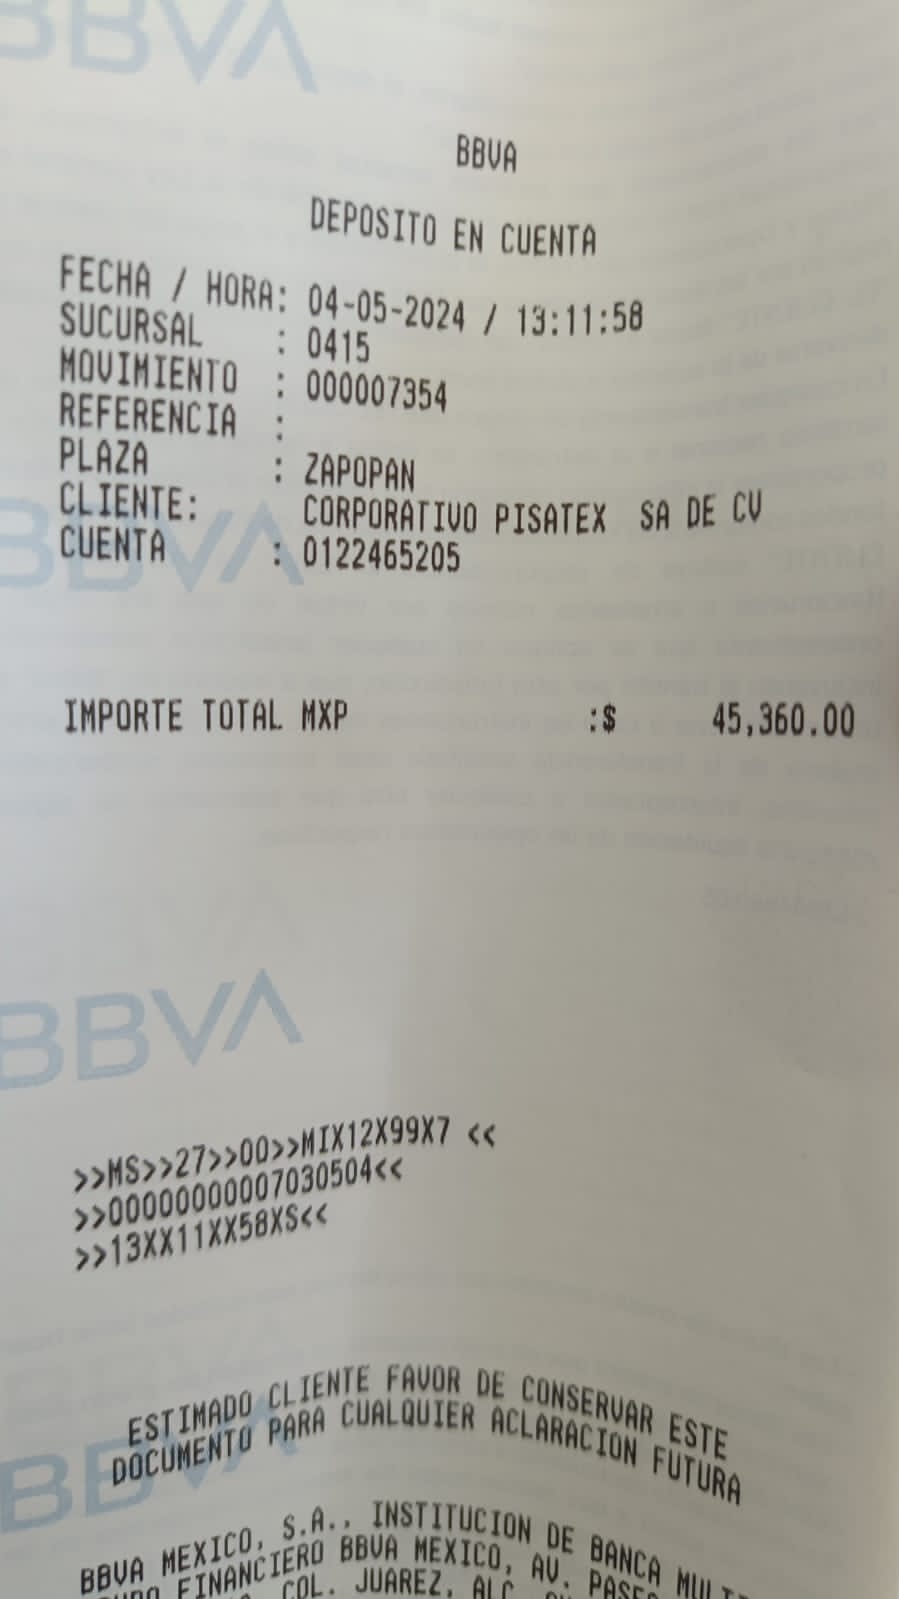 BBVA
BBVA
DEPOSITO EN CUENTA
FECHA / HORA: 04-05-2024 / 13:11:58
SUCURSAL : 0415
MOVIMIENTO : 000007354
REFERENCIA :
PLAZA : ZAPOPAN
CLIENTE: CORPORATIVO PISATEX SA DE CV
BBVA
CUENTA : 0122465205
IMPORTE TOTAL MXP :$ 45,360.00
BBVA
>>MS>>27>>00>>MIX12X99X7 <<
>>00000000007030504<<
>>13XX11XX58XS<<
ESTIMADO CLIENTE FAVOR DE CONSERVAR ESTE
DOCUMENTO PARA CUALQUIER ACLARACION FUTURA
BBVA
BBVA MEXICO, S.A., INSTITUCION DE BANCA
FINANCIERO BBVA MEXICO, AV.
COL. JUAREZ, ALC.